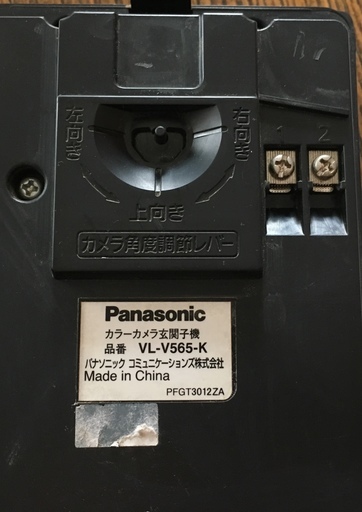 左向き
右向き
上向き
1 2
カメラ角度調節レバー
Panasonic
カラーカメラ玄関子機
品番 VL-V565-K
パナソニック コミュニケーションズ株式会社
Made in China
PFGT3012ZA